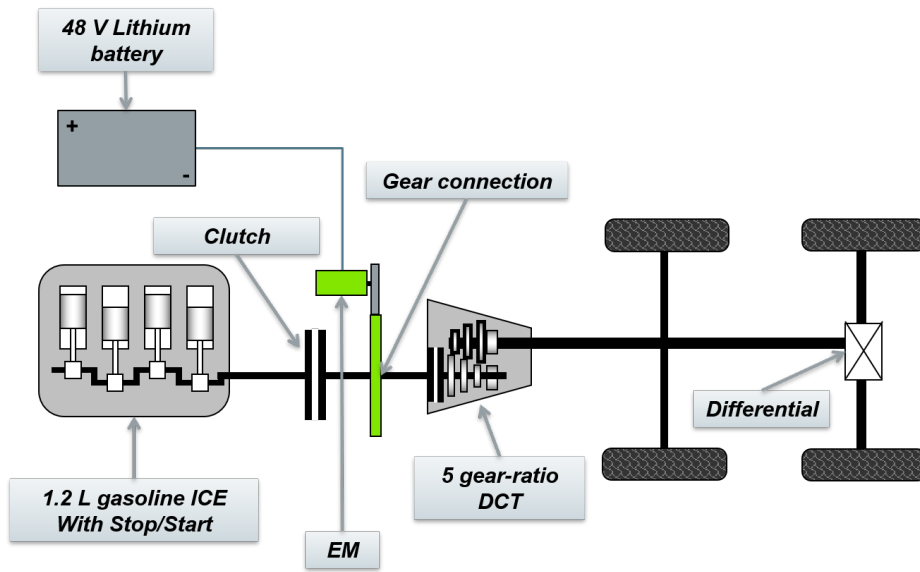 48 V Lithium
battery
+
-
Gear connection
Clutch
Differential
5 gear-ratio
DCT
1.2 L gasoline ICE
With Stop/Start
EM